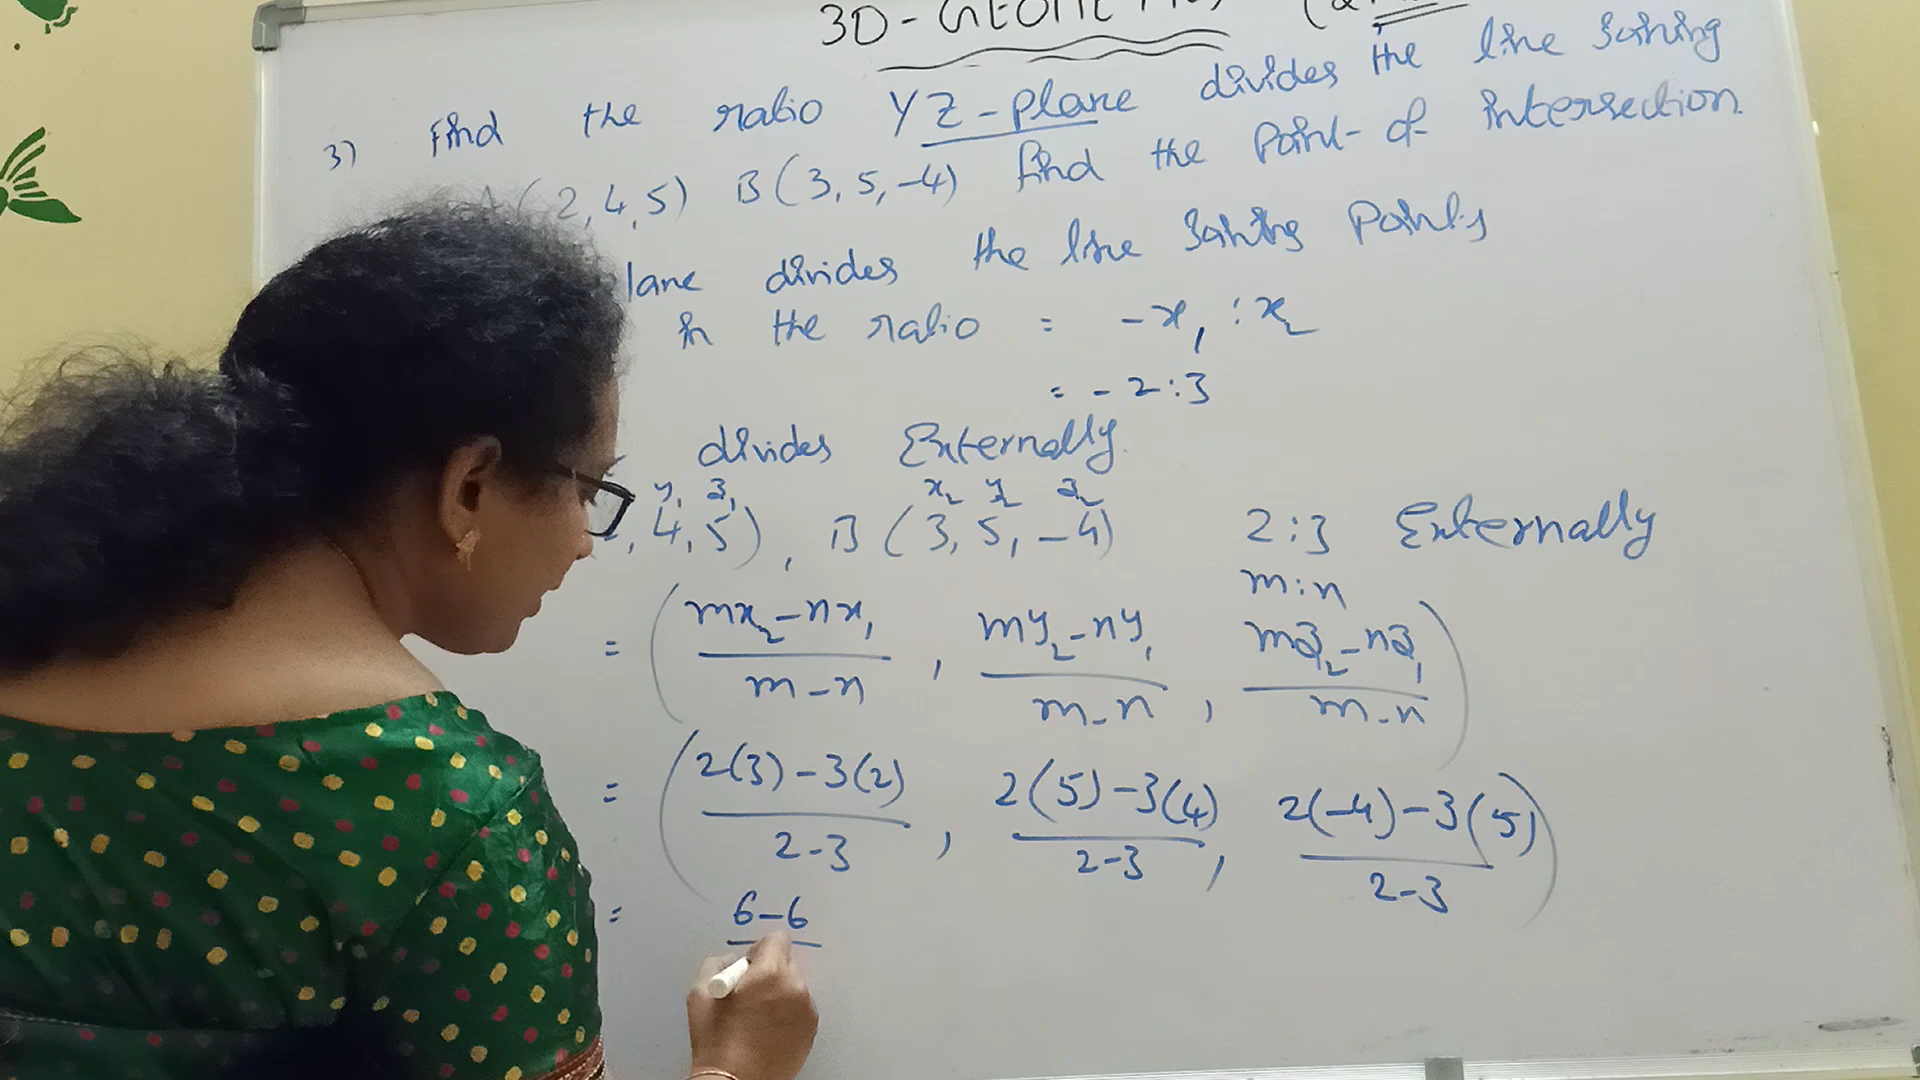 3D-GEOMET
3) Find the ratio YZ-plane divides the line joining
A(2,4,5) B(3,5,-4) find the point of intersection.
lane divides the line joining points
in the ratio = -x₁ : x₂
= -2:3
divides Externally.
y₁ z₁ x₂ y₂ z₂
, 4, 5), B(3, 5, -4) 2:3 Externally
m:n
= ( (mx₂-nx₁)/(m-n), (my₂-ny₁)/(m-n), (mz₂-nz₁)/(m-n) )
= ( (2(3)-3(2))/(2-3), (2(5)-3(4))/(2-3), (2(-4)-3(5))/(2-3) )
= 6-6